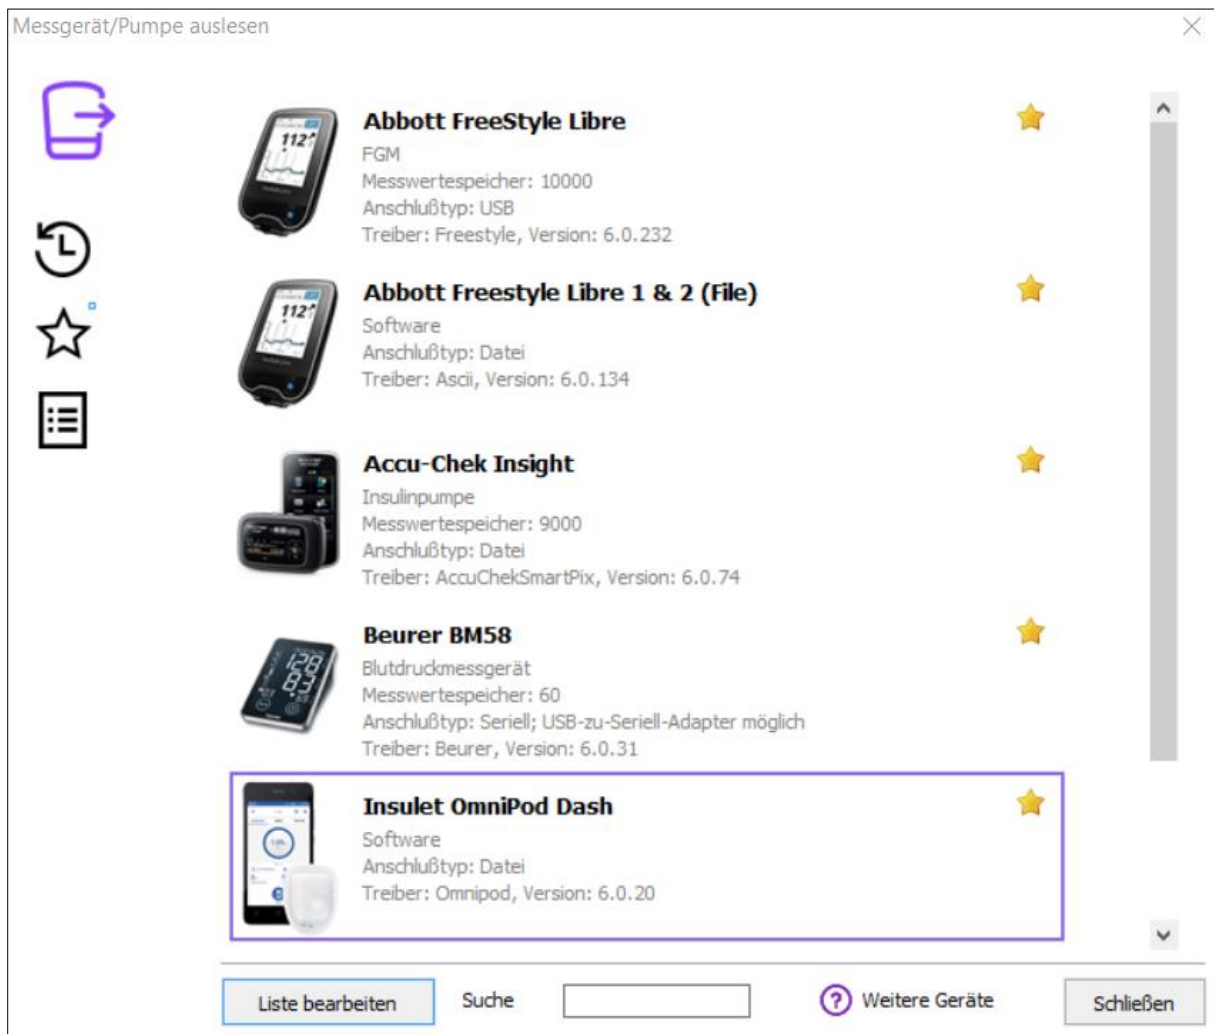 Messgerät/Pumpe auslesen
Abbott FreeStyle Libre
FGM
Messwertespeicher: 10000
Anschlußtyp: USB
Treiber: Freestyle, Version: 6.0.232
112
Abbott Freestyle Libre 1 & 2 (File)
Software
Anschlußtyp: Datei
Treiber: Ascii, Version: 6.0.134
112
Accu-Chek Insight
Insulinpumpe
Messwertespeicher: 9000
Anschlußtyp: Datei
Treiber: AccuChekSmartPix, Version: 6.0.74
Beurer BM58
Blutdruckmessgerät
Messwertespeicher: 60
Anschlußtyp: Seriell; USB-zu-Seriell-Adapter möglich
Treiber: Beurer, Version: 6.0.31
128
83
Insulet OmniPod Dash
Software
Anschlußtyp: Datei
Treiber: Omnipod, Version: 6.0.20
Liste bearbeiten Suche ? Weitere Geräte Schließen